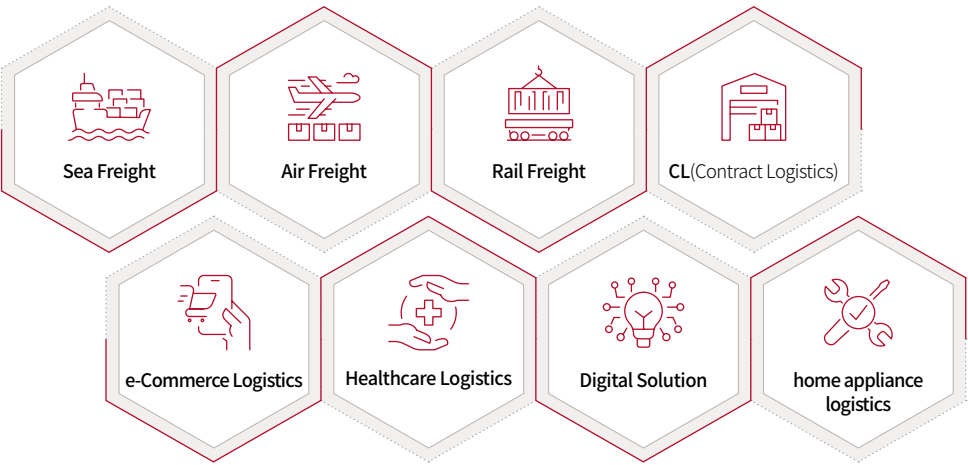 Sea Freight
Air Freight
Rail Freight
CL(Contract Logistics)
e-Commerce Logistics
Healthcare Logistics
Digital Solution
home appliance
logistics